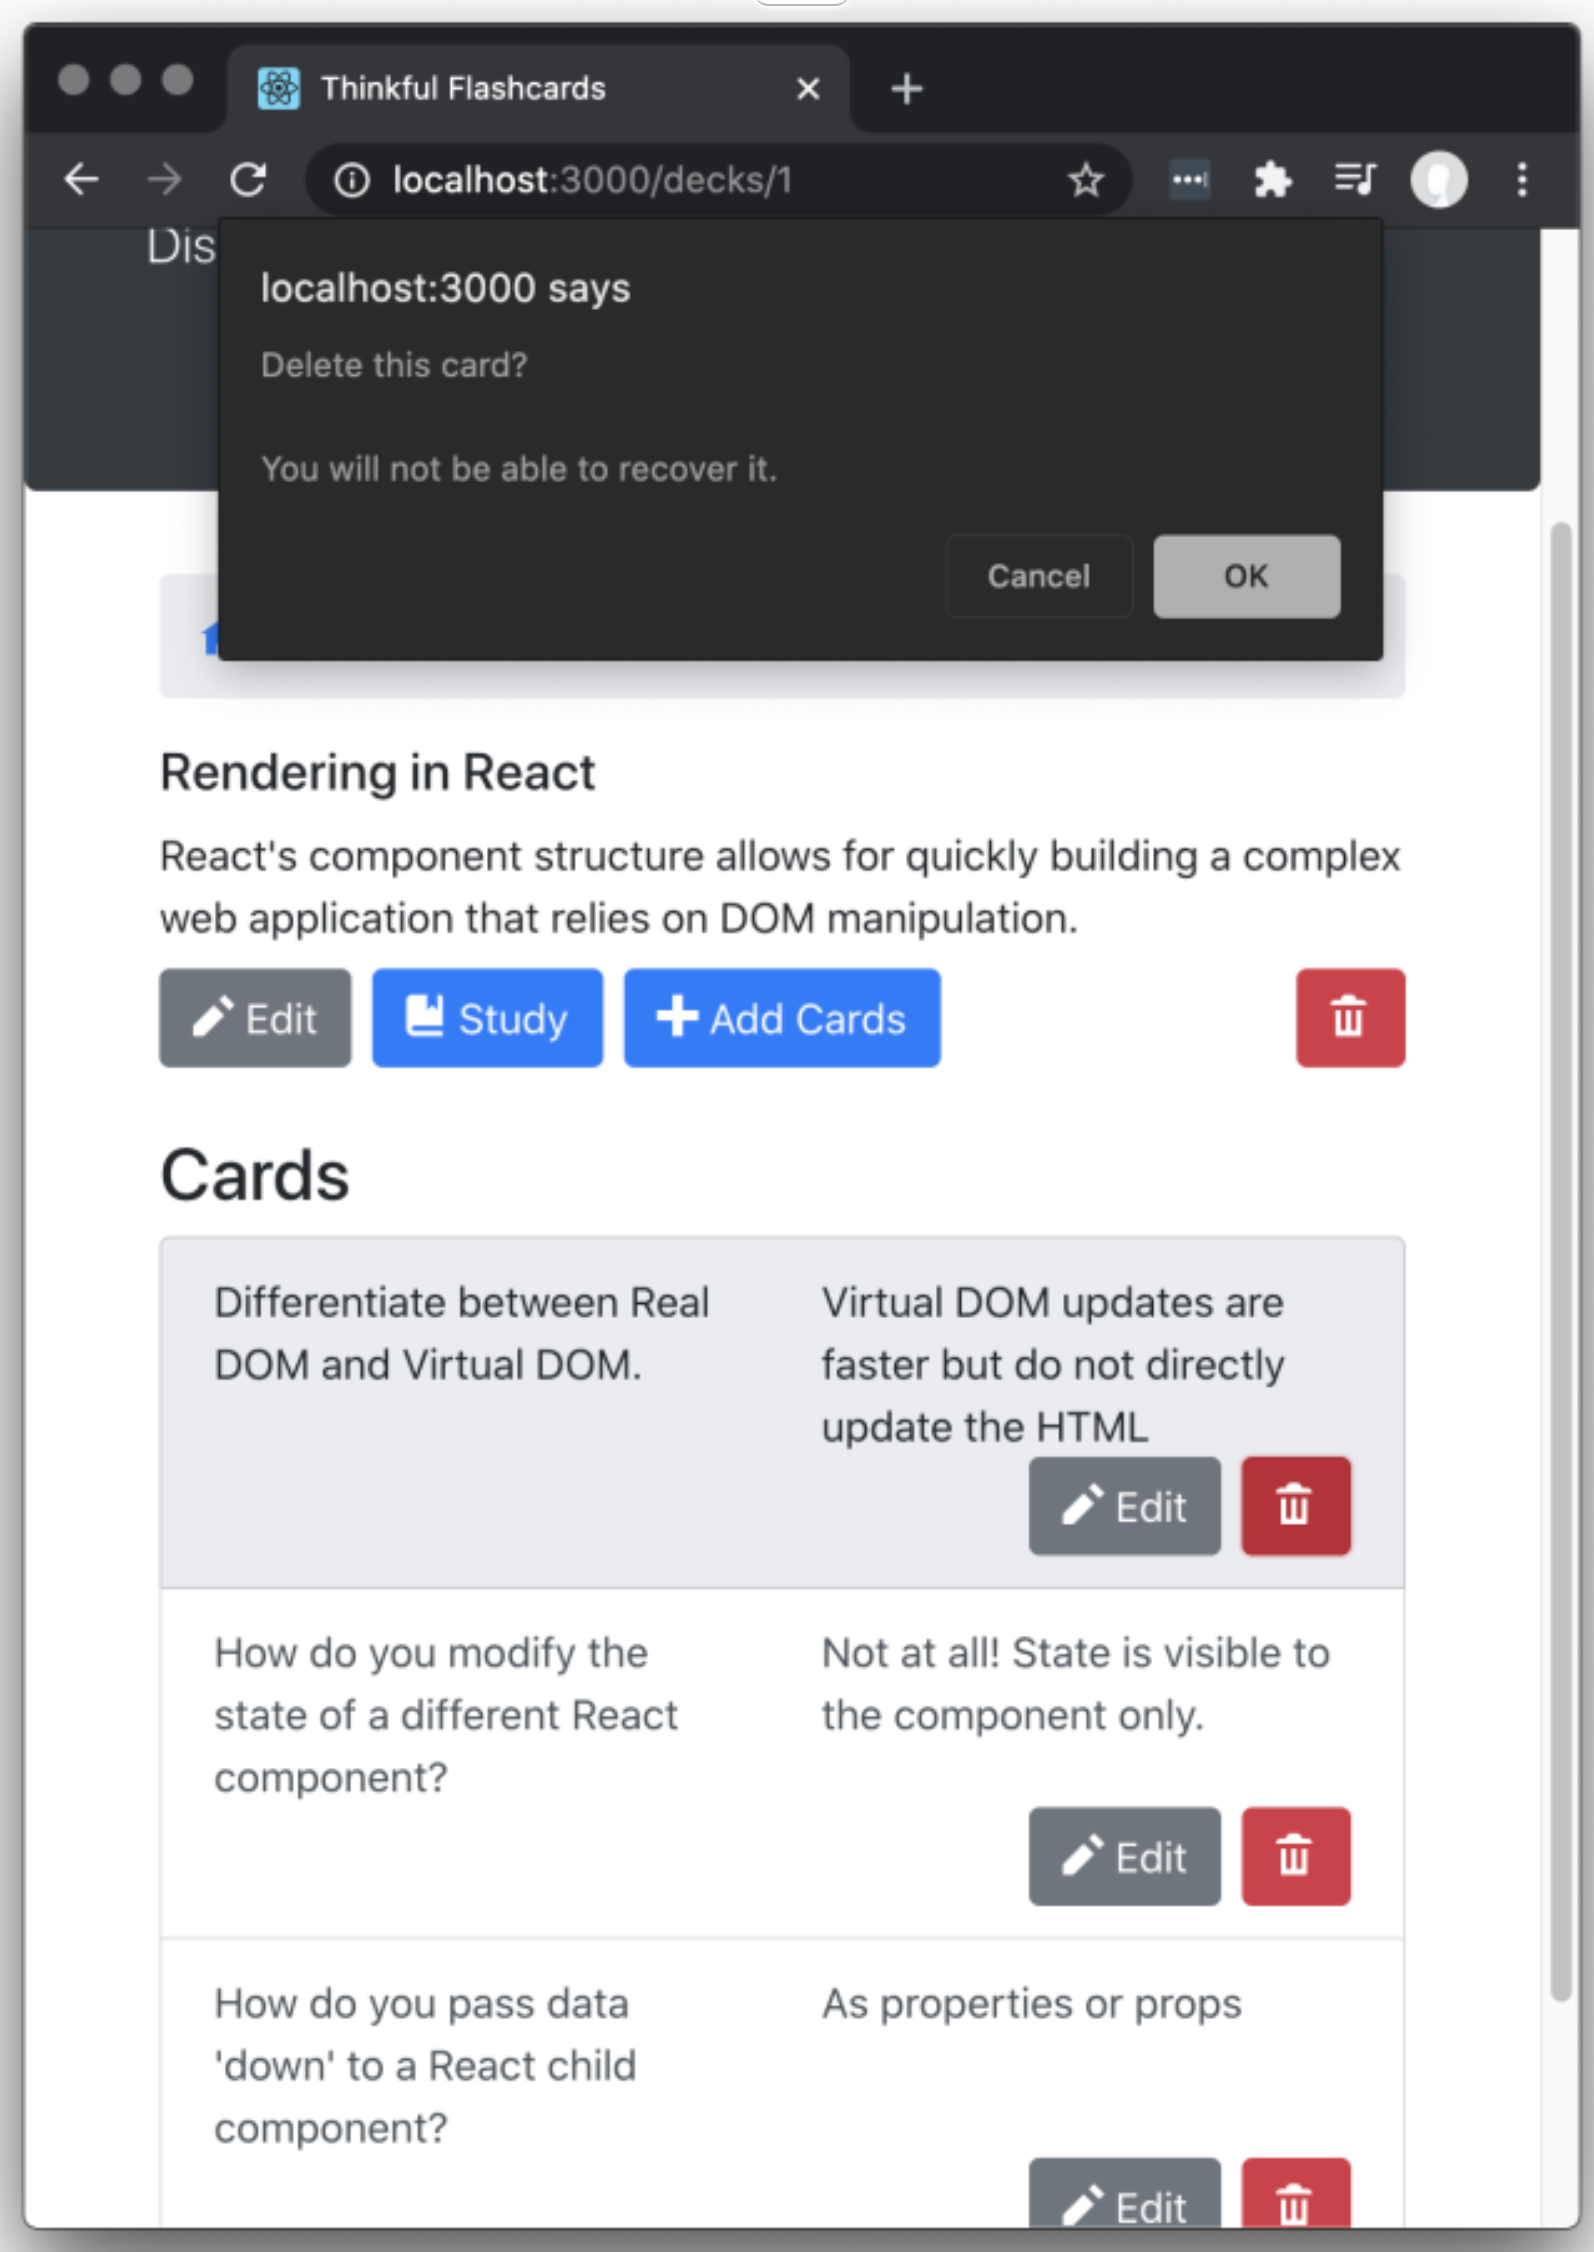 Thinkful Flashcards
localhost:3000/decks/1
localhost:3000 says
Delete this card?
You will not be able to recover it.
Cancel
OK
Rendering in React
React's component structure allows for quickly building a complex
web application that relies on DOM manipulation.
Edit
Study
Add Cards
Cards
Differentiate between Real
DOM and Virtual DOM.
Virtual DOM updates are
faster but do not directly
update the HTML
Edit
How do you modify the
state of a different React
component?
Not at all! State is visible to
the component only.
Edit
How do you pass data
'down' to a React child
component?
As properties or props
Edit